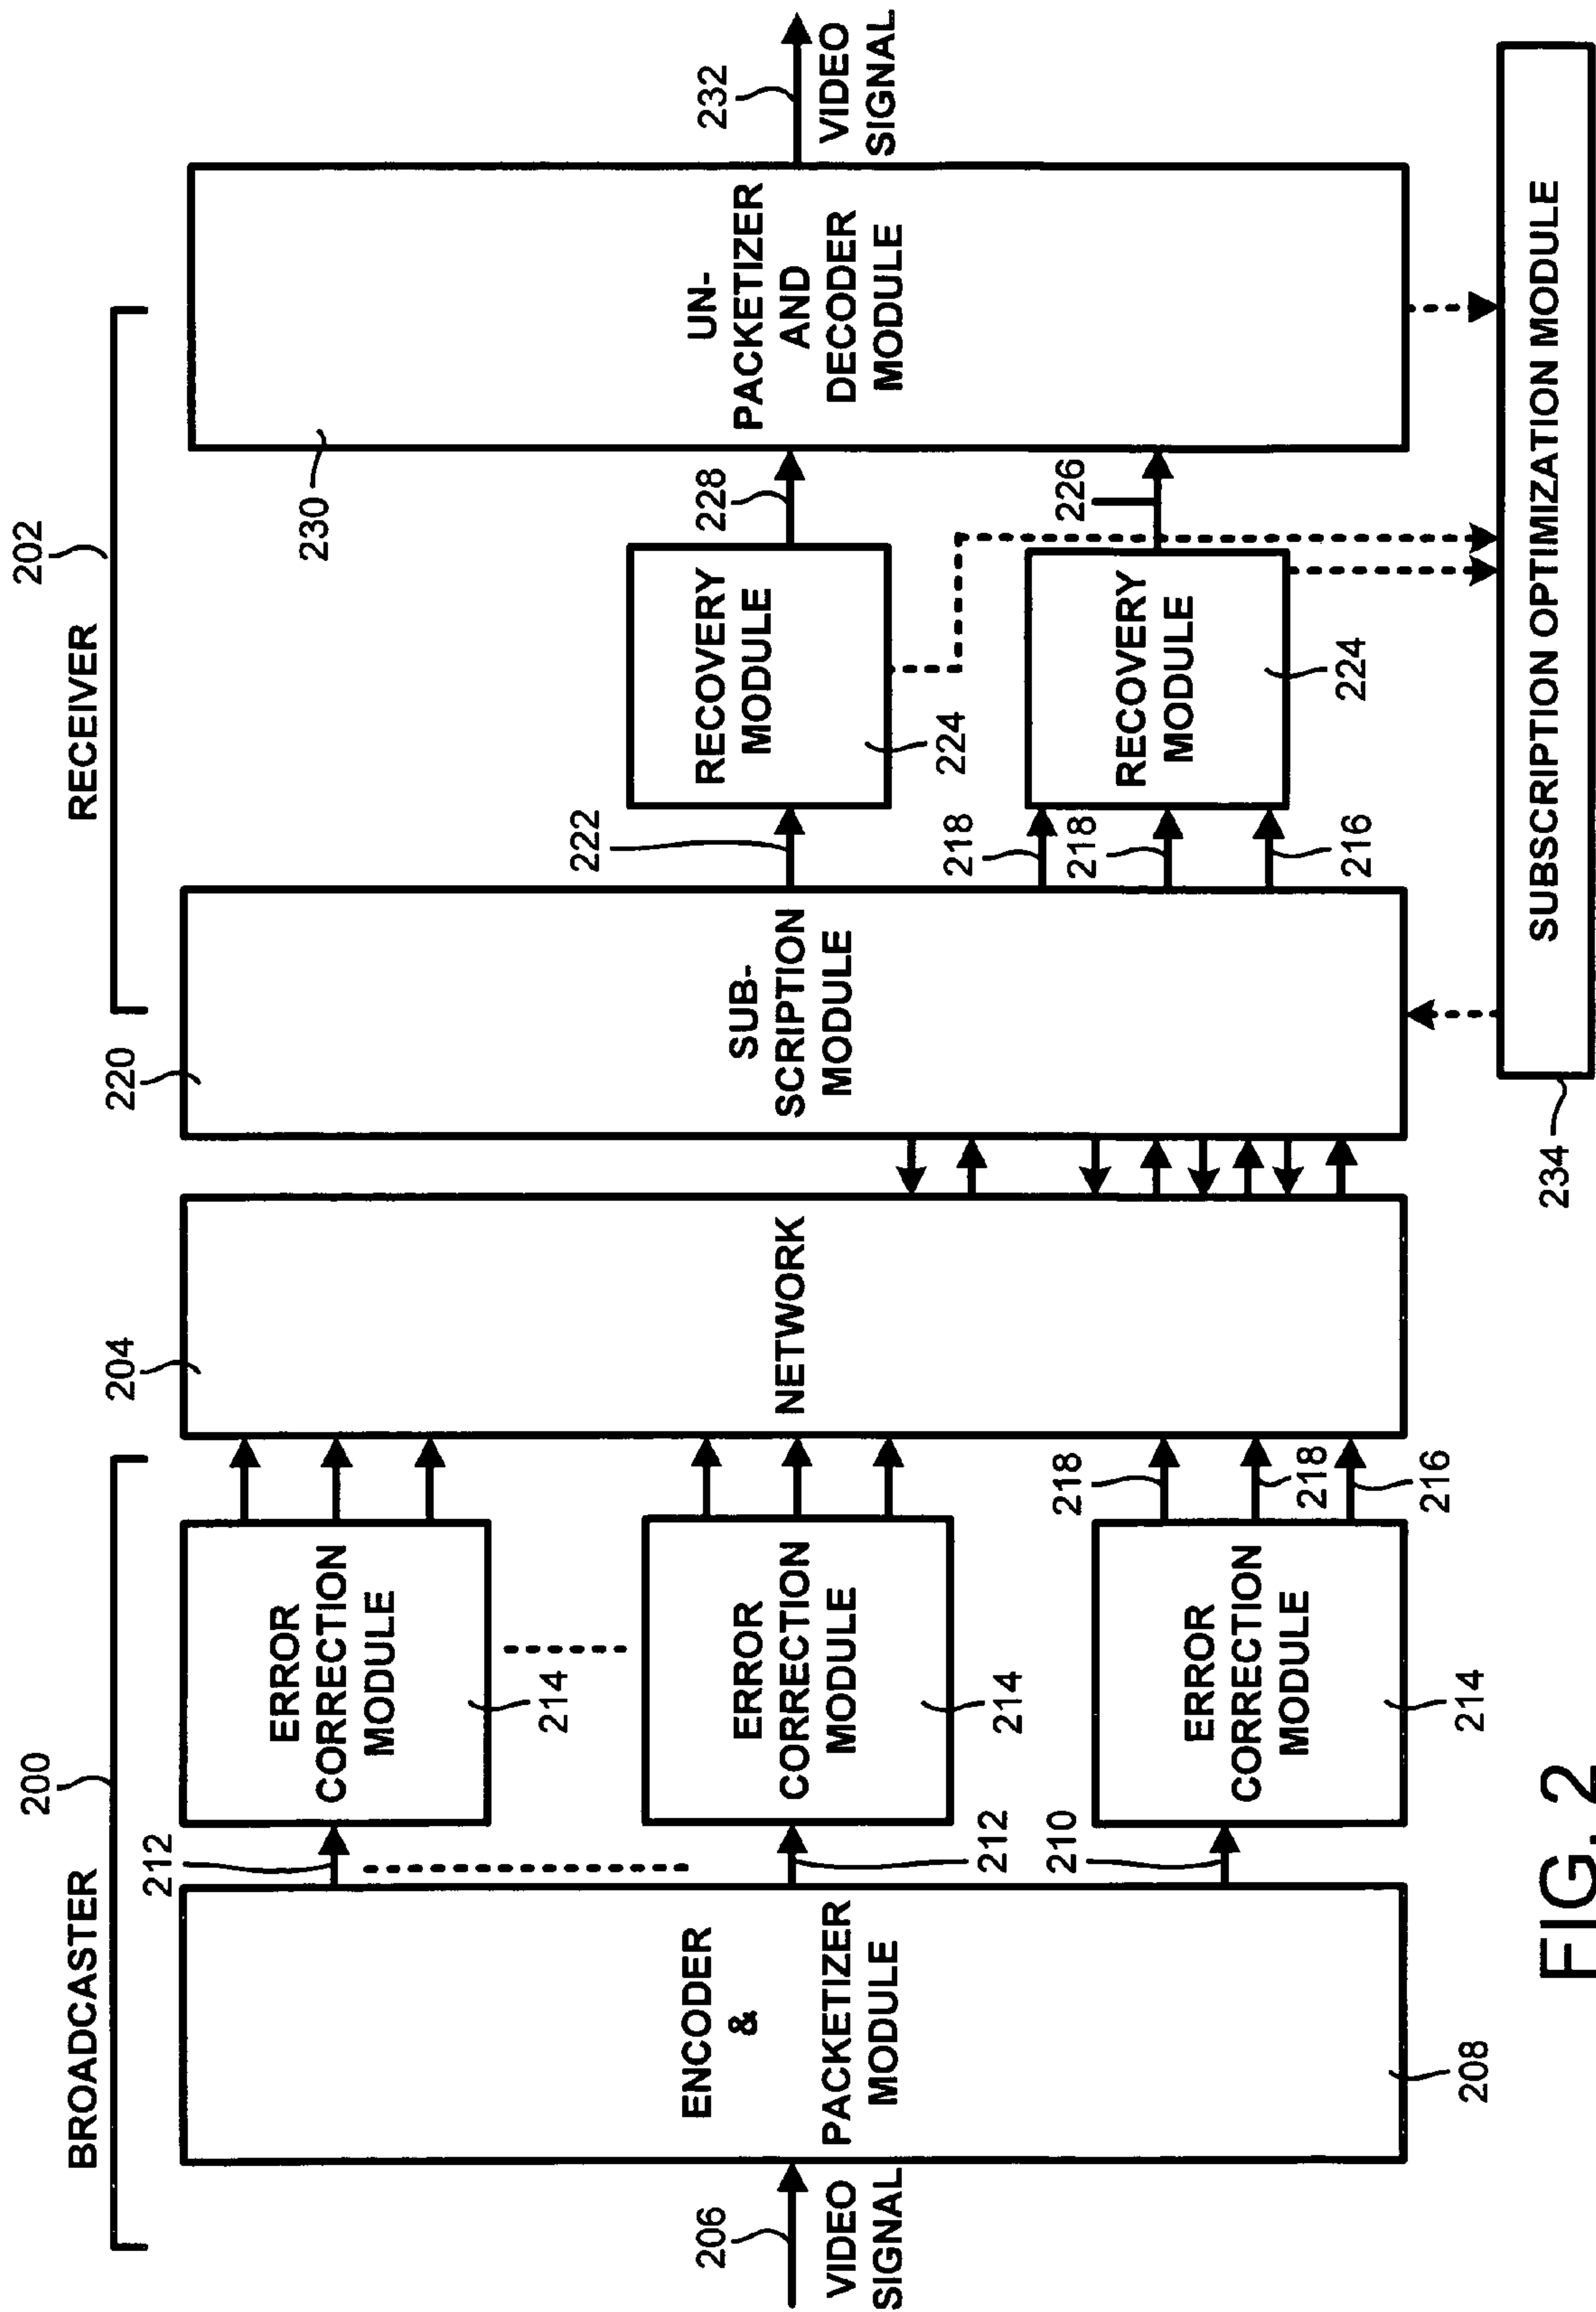 BROADCASTER
200
RECEIVER
202
206
VIDEO
SIGNAL
ENCODER
&
PACKETIZER
MODULE
208
212
212
210
ERROR
CORRECTION
MODULE
214
ERROR
CORRECTION
MODULE
214
ERROR
CORRECTION
MODULE
214
218
218
216
204
NETWORK
220
SUB-
SCRIPTION
MODULE
222
218
218
216
RECOVERY
MODULE
224
RECOVERY
MODULE
224
228
226
230
UN-
PACKETIZER
AND
DECODER
MODULE
232
VIDEO
SIGNAL
234
SUBSCRIPTION OPTIMIZATION MODULE
FIG. 2